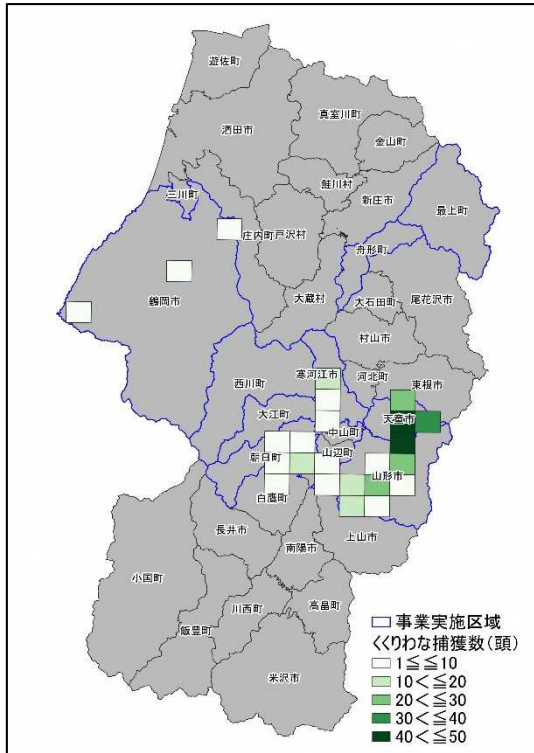 遊佐町
真室川町
酒田市
金山町
鮭川村
新庄市
三川町
最上町
庄内町
戸沢村
舟形町
鶴岡市
大蔵村
大石田町
尾花沢市
村山市
寒河江市
河北町
西川町
東根市
大江町
天童市
中山町
朝日町
山辺町
山形市
白鷹町
長井市
上山市
南陽市
小国町
高畠町
川西町
飯豊町
米沢市
事業実施区域
くくりわな捕獲数(頭)
1≦≦10
10<≦20
20<≦30
30<≦40
40<≦50